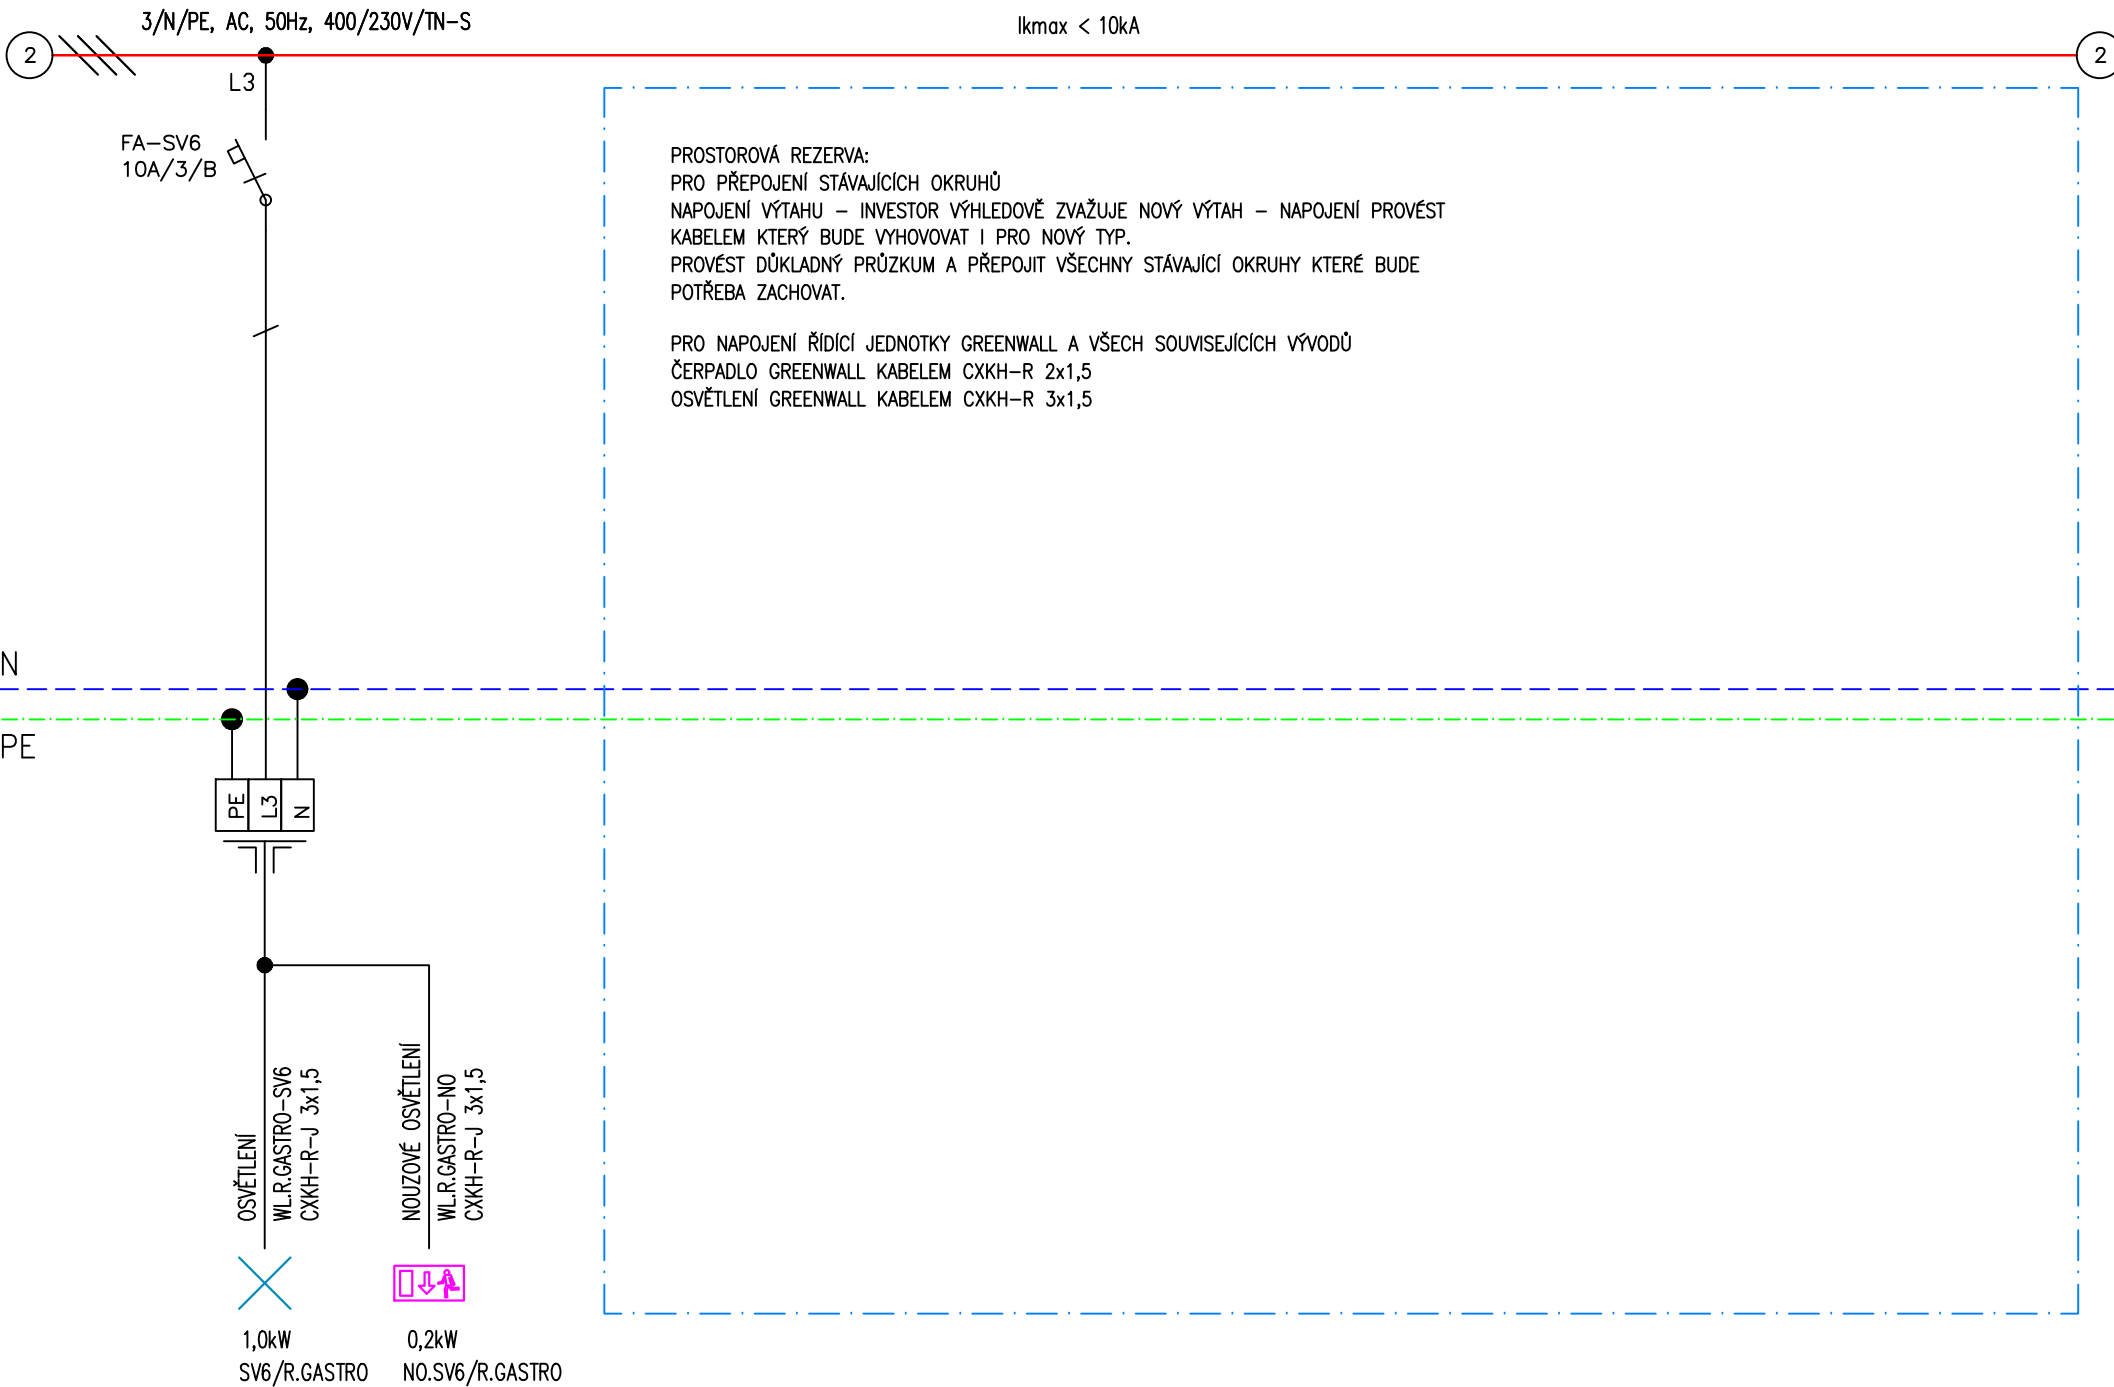 3/N/PE, AC, 50Hz, 400/230V/TN-S
Ikmax < 10kA
2
2
L3
FA-SV6
10A/3/B
PROSTOROVÁ REZERVA:
PRO PŘEPOJENÍ STÁVAJÍCÍCH OKRUHŮ
NAPOJENÍ VÝTAHU - INVESTOR VÝHLEDOVĚ ZVAŽUJE NOVÝ VÝTAH - NAPOJENÍ PROVÉST
KABELEM KTERÝ BUDE VYHOVOVAT I PRO NOVÝ TYP.
PROVÉST DŮKLADNÝ PRŮZKUM A PŘEPOJIT VŠECHNY STÁVAJÍCÍ OKRUHY KTERÉ BUDE
POTŘEBA ZACHOVAT.
PRO NAPOJENÍ ŘÍDÍCÍ JEDNOTKY GREENWALL A VŠECH SOUVISEJÍCÍCH VÝVODŮ
ČERPADLO GREENWALL KABELEM CXKH-R 2x1,5
OSVĚTLENÍ GREENWALL KABELEM CXKH-R 3x1,5
N
PE
PE
L3
N
OSVĚTLENÍ
WL.R.GASTRO-SV6
CXKH-R-J 3x1,5
NOUZOVÉ OSVĚTLENÍ
WL.R.GASTRO-NO
CXKH-R-J 3x1,5
1,0kW
SV6/R.GASTRO
0,2kW
NO.SV6/R.GASTRO